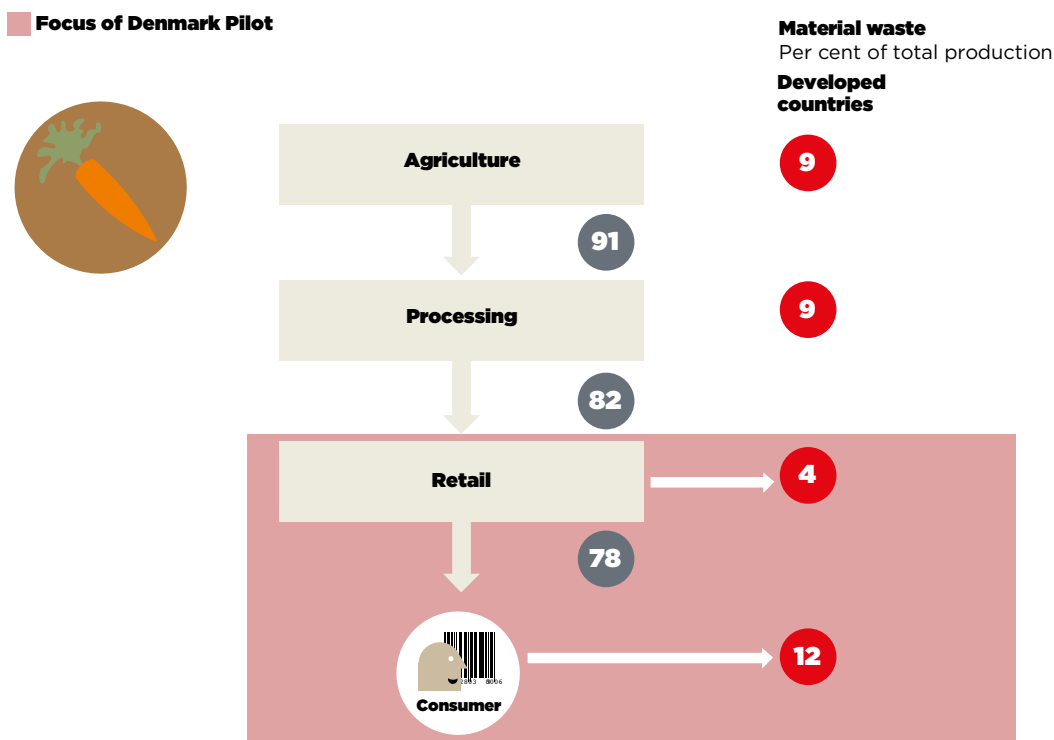 Focus of Denmark Pilot
Material waste
Per cent of total production
Developed
countries
Agriculture
9
91
Processing
9
82
Retail
4
78
12
Consumer